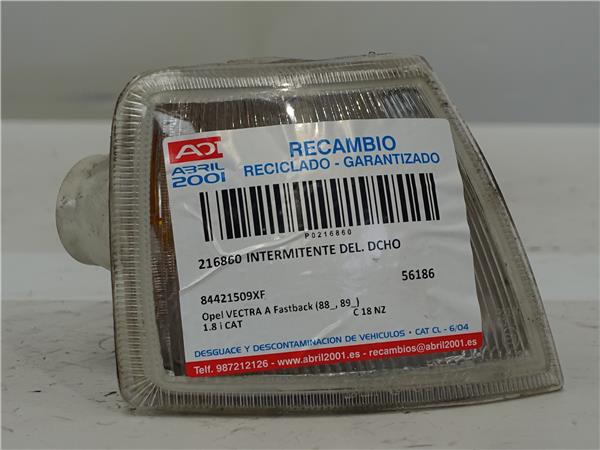 AD1
ABRIL
2001
RECAMBIO
RECICLADO - GARANTIZADO
P0216860
216860 INTERMITENTE DEL. DCHO
84421509XF
56186
Opel VECTRA A Fastback (88_, 89_)
1.8 i CAT
C 18 NZ
DESGUACE Y DESCONTAMINACION DE VEHICULOS • CAT CL - 6/04
Telf. 987212126 - www.abril2001.es - recambios@abril2001.es